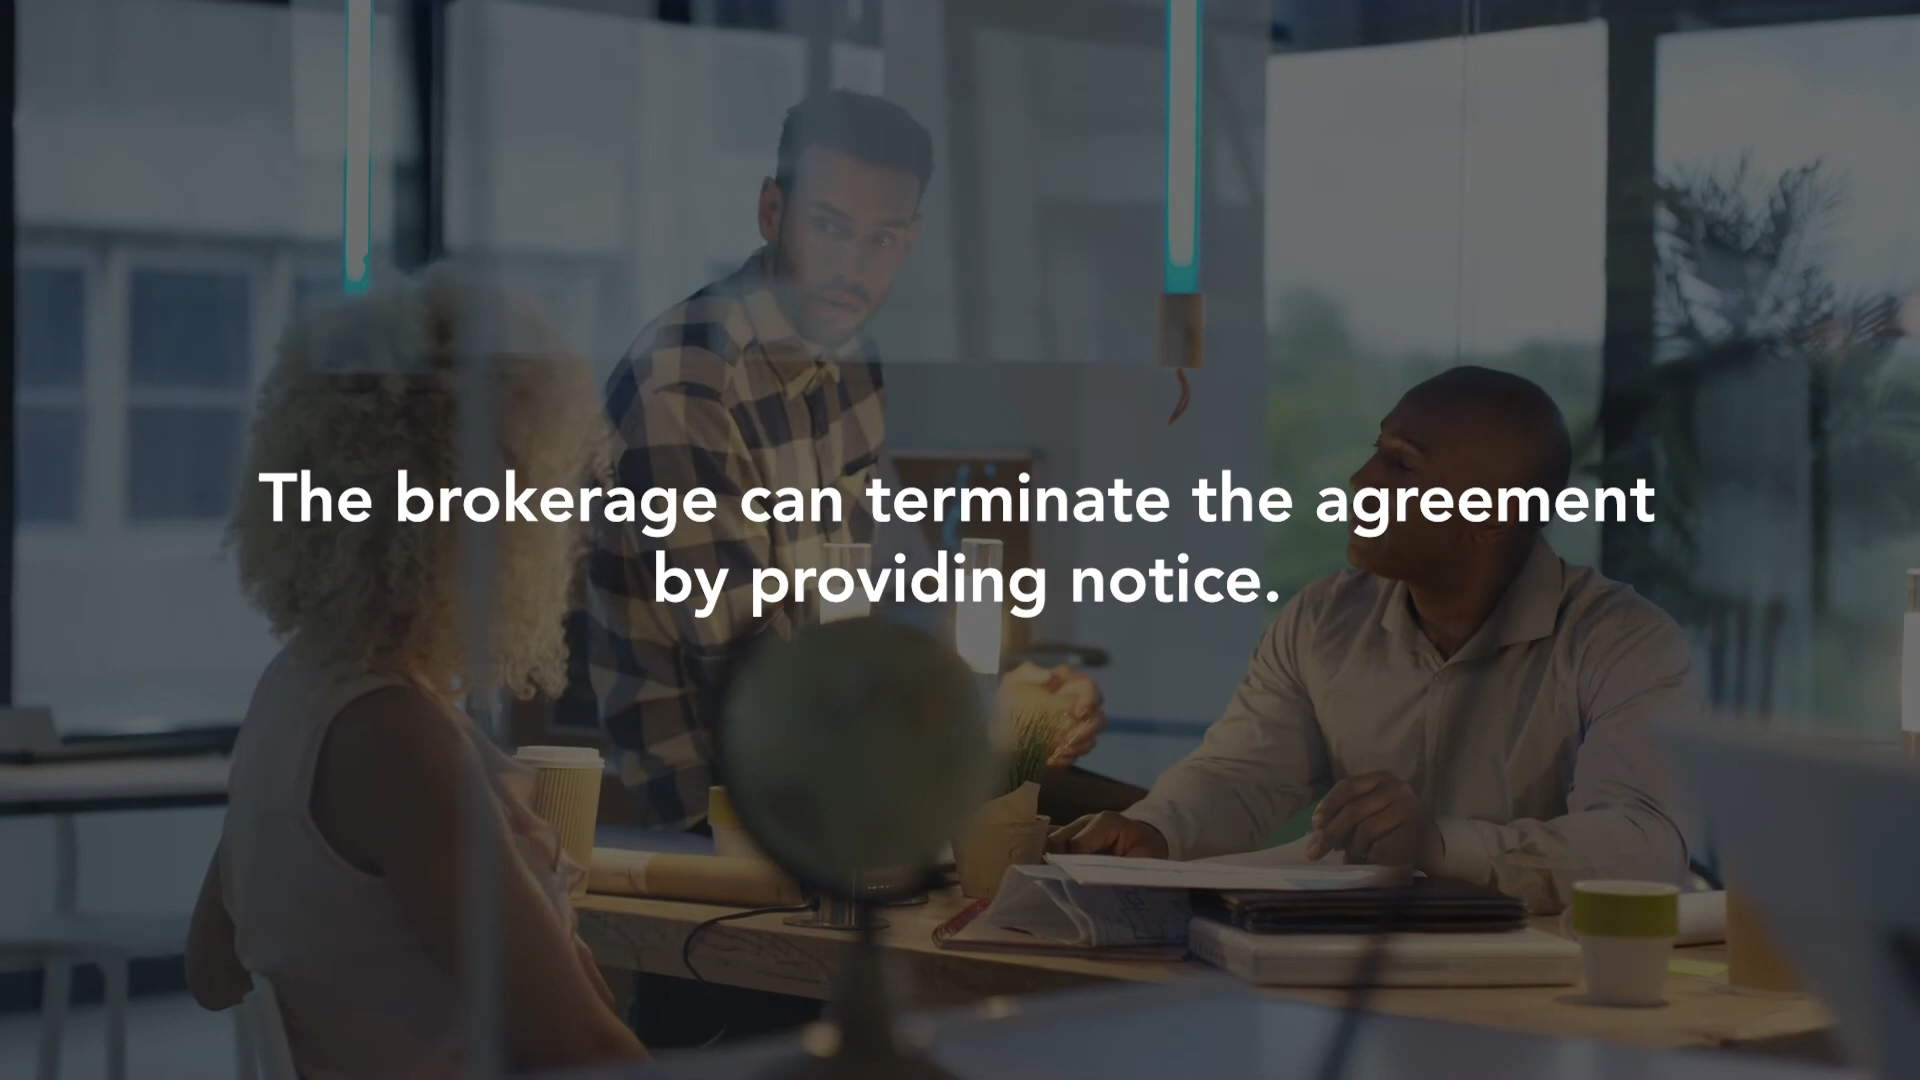 The brokerage can terminate the agreement
by providing notice.